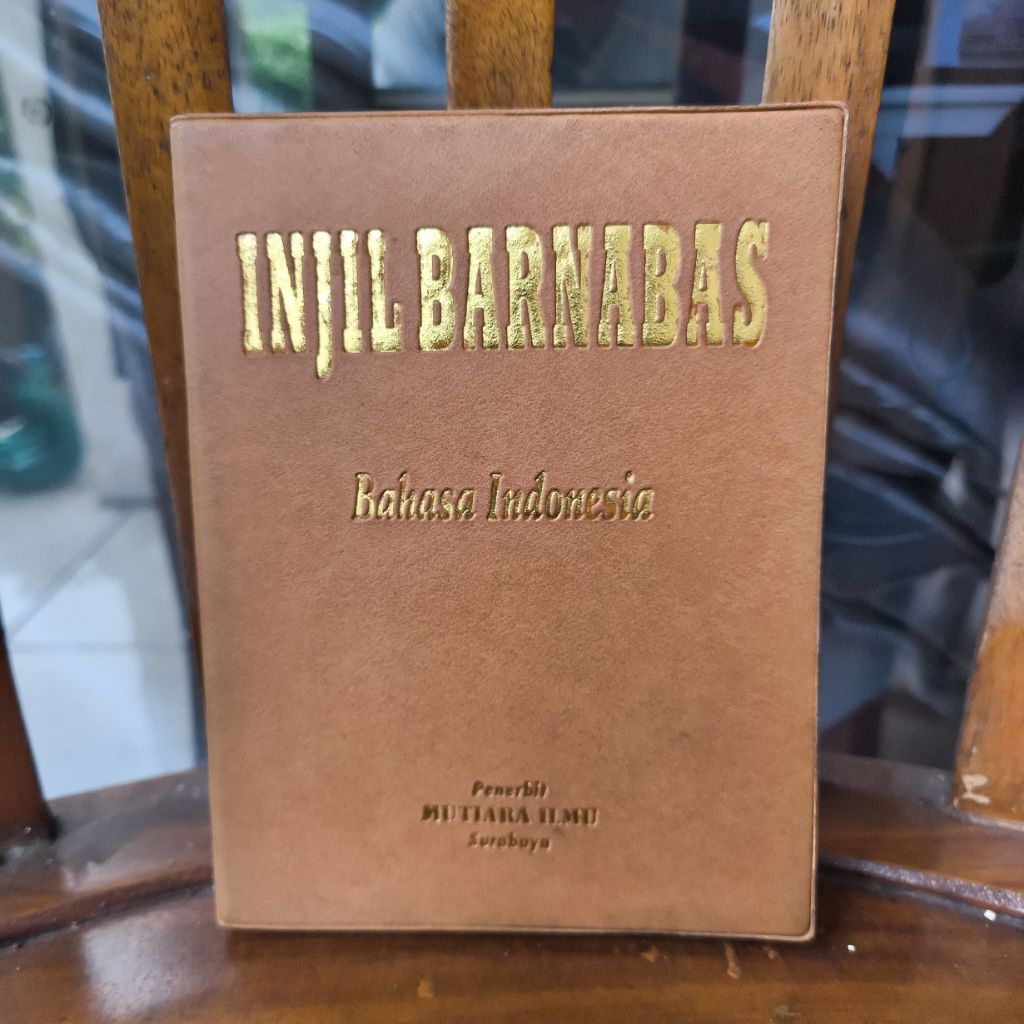 INJIL BARNABAS
Bahasa Indonesia
Penerbit
MUTIARA ILMU
Surabaya